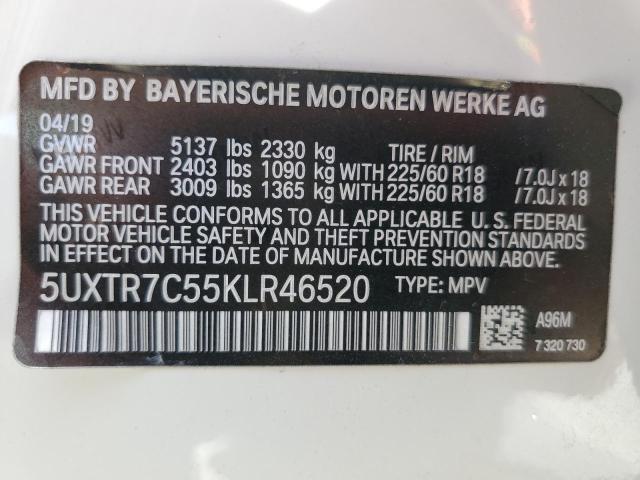 MFD BY BAYERISCHE MOTOREN WERKE AG
04/19
GVWR 5137 lbs 2330 kg TIRE / RIM
GAWR FRONT 2403 lbs 1090 kg WITH 225/60 R18 /7.0J x 18
GAWR REAR 3009 lbs 1365 kg WITH 225/60 R18 /7.0J x 18
THIS VEHICLE CONFORMS TO ALL APPLICABLE U.S. FEDERAL
MOTOR VEHICLE SAFETY AND THEFT PREVENTION STANDARDS
IN EFFECT ON THE DATE OF MANUFACTURE SHOWN ABOVE.
5UXTR7C55KLR46520 TYPE: MPV
A96M
7 320 730